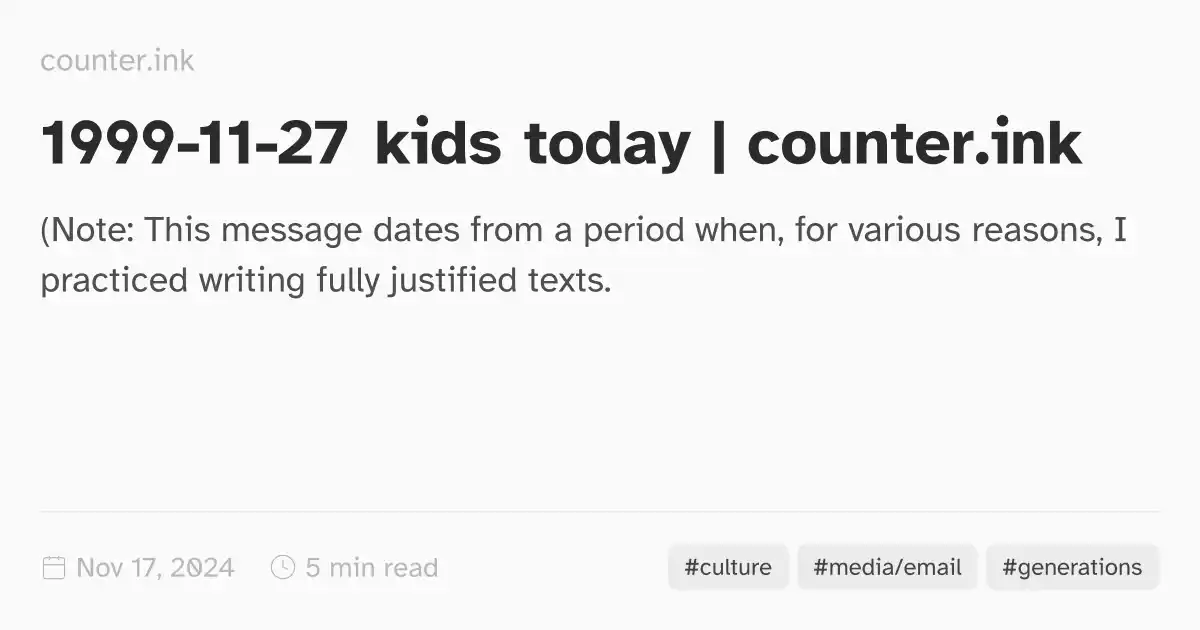 counter.ink
1999-11-27 kids today | counter.ink
(Note: This message dates from a period when, for various reasons, I
practiced writing fully justified texts.
Nov 17, 2024 5 min read #culture #media/email #generations